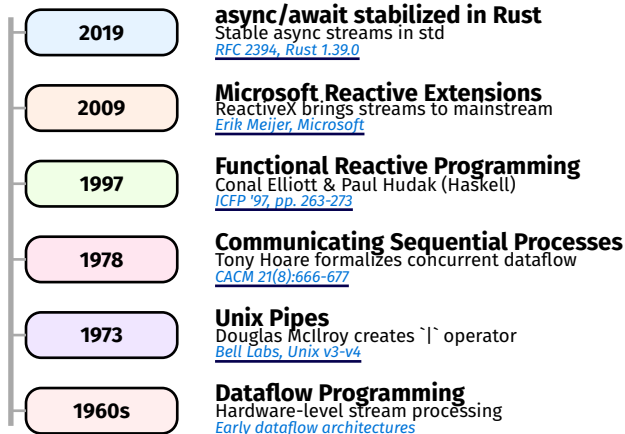 2019
async/await stabilized in Rust
Stable async streams in std
RFC 2394, Rust 1.39.0
2009
Microsoft Reactive Extensions
ReactiveX brings streams to mainstream
Erik Meijer, Microsoft
1997
Functional Reactive Programming
Conal Elliott & Paul Hudak (Haskell)
ICFP '97, pp. 263-273
1978
Communicating Sequential Processes
Tony Hoare formalizes concurrent dataflow
CACM 21(8):666-677
1973
Unix Pipes
Douglas McIlroy creates `|` operator
Bell Labs, Unix v3-v4
1960s
Dataflow Programming
Hardware-level stream processing
Early dataflow architectures